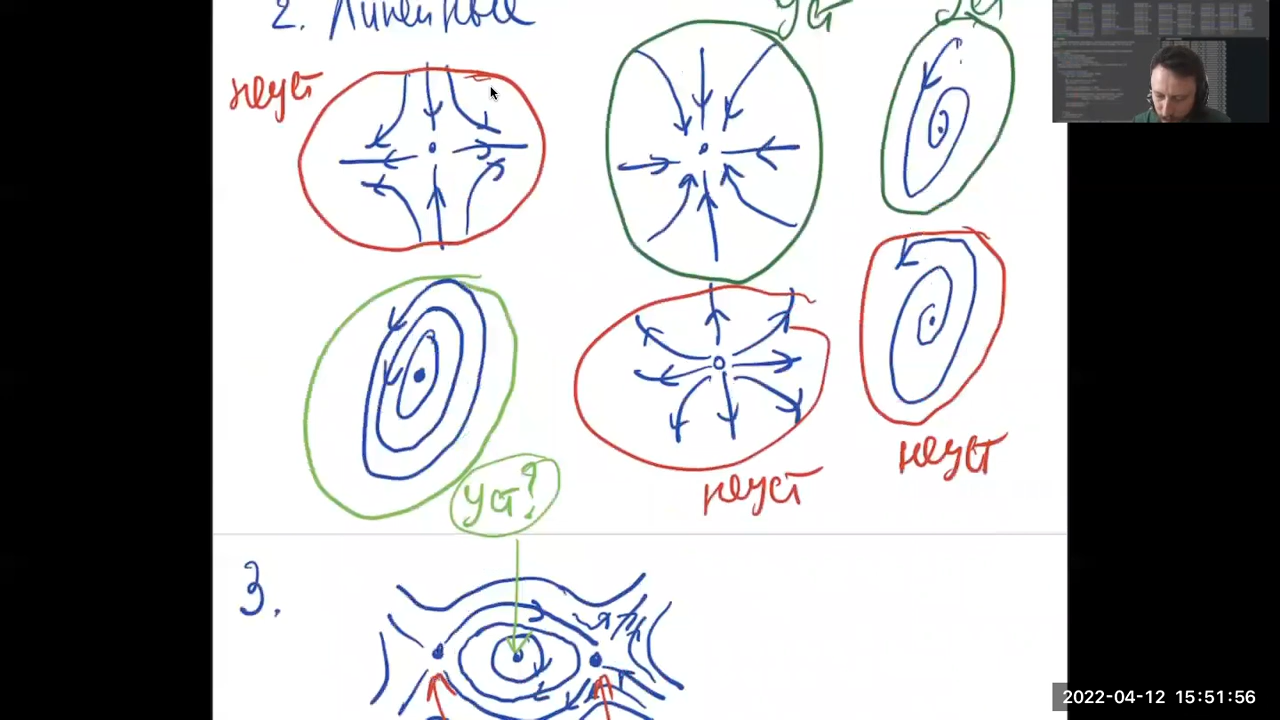 2. Линейные
уст
уст
неуст
уст?
неуст
неуст
3.
2022-04-12 15:51:56